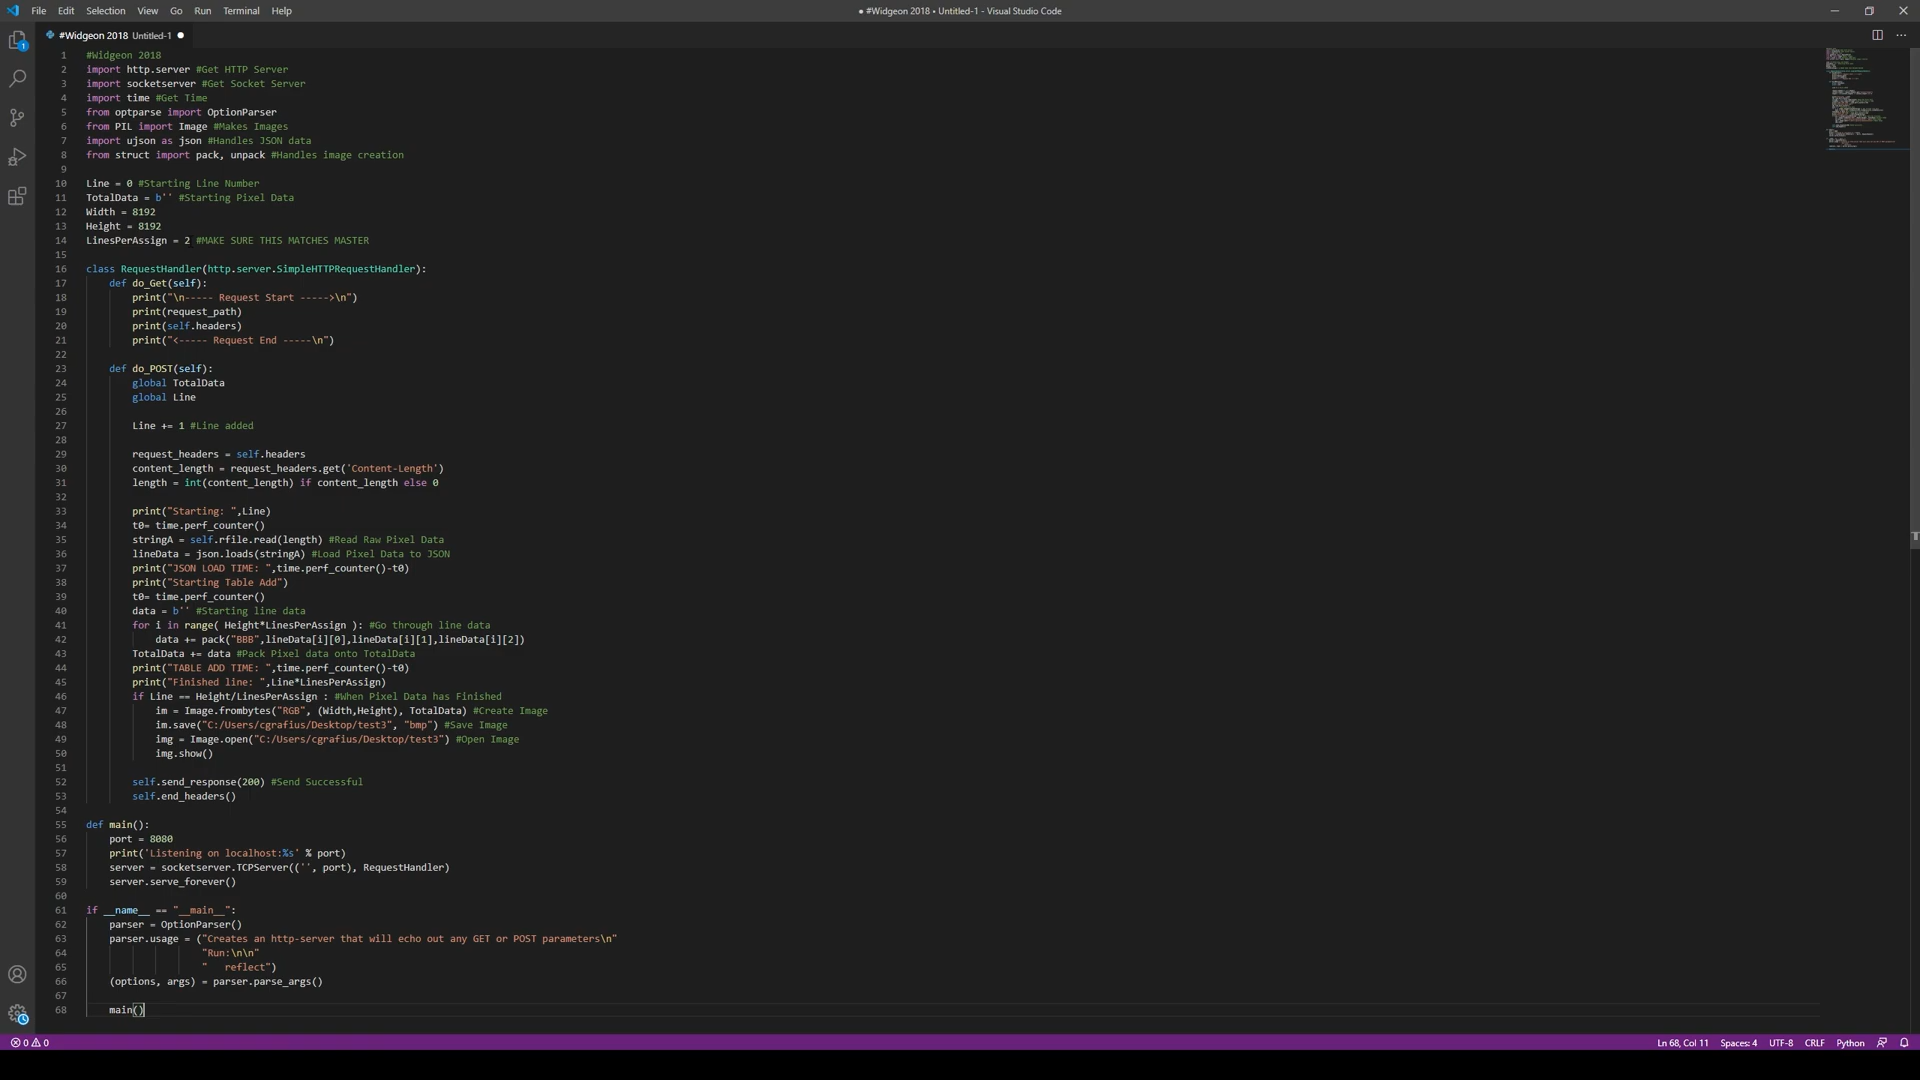 File Edit Selection View Go Run Terminal Help
● #Widgeon 2018 • Untitled-1 - Visual Studio Code
#Widgeon 2018 Untitled-1 ●
1 #Widgeon 2018
2 import http.server #Get HTTP Server
3 import socketserver #Get Socket Server
4 import time #Get Time
5 from optparse import OptionParser
6 from PIL import Image #Makes Images
7 import ujson as json #Handles JSON data
8 from struct import pack, unpack #Handles image creation
9
10 Line = 0 #Starting Line Number
11 TotalData = b'' #Starting Pixel Data
12 Width = 8192
13 Height = 8192
14 LinesPerAssign = 2 #MAKE SURE THIS MATCHES MASTER
15
16 class RequestHandler(http.server.SimpleHTTPRequestHandler):
17     def do_Get(self):
18         print("\n----- Request Start ----->\n")
19         print(request_path)
20         print(self.headers)
21         print("<----- Request End -----\n")
22
23     def do_POST(self):
24         global TotalData
25         global Line
26
27         Line += 1 #Line added
28
29         request_headers = self.headers
30         content_length = request_headers.get('Content-Length')
31         length = int(content_length) if content_length else 0
32
33         print("Starting: ",Line)
34         t0= time.perf_counter()
35         stringA = self.rfile.read(length) #Read Raw Pixel Data
36         lineData = json.loads(stringA) #Load Pixel Data to JSON
37         print("JSON LOAD TIME: ",time.perf_counter()-t0)
38         print("Starting Table Add")
39         t0= time.perf_counter()
40         data = b'' #Starting line data
41         for i in range( Height*LinesPerAssign ): #Go through line data
42             data += pack("BBB",lineData[i][0],lineData[i][1],lineData[i][2])
43         TotalData += data #Pack Pixel data onto TotalData
44         print("TABLE ADD TIME: ",time.perf_counter()-t0)
45         print("Finished line: ",Line*LinesPerAssign)
46         if Line == Height/LinesPerAssign : #When Pixel Data has Finished
47             im = Image.frombytes("RGB", (Width,Height), TotalData) #Create Image
48             im.save("C:/Users/cgrafius/Desktop/test3", "bmp") #Save Image
49             img = Image.open("C:/Users/cgrafius/Desktop/test3") #Open Image
50             img.show()
51
52         self.send_response(200) #Send Successful
53         self.end_headers()
54
55 def main():
56     port = 8080
57     print('Listening on localhost:%s' % port)
58     server = socketserver.TCPServer(('', port), RequestHandler)
59     server.serve_forever()
60
61 if __name__ == "__main__":
62     parser = OptionParser()
63     parser.usage = ("Creates an http-server that will echo out any GET or POST parameters\n"
64                     "Run:\n\n"
65                     "   reflect")
66     (options, args) = parser.parse_args()
67
68     main()
0 0
Ln 68, Col 11 Spaces: 4 UTF-8 CRLF Python